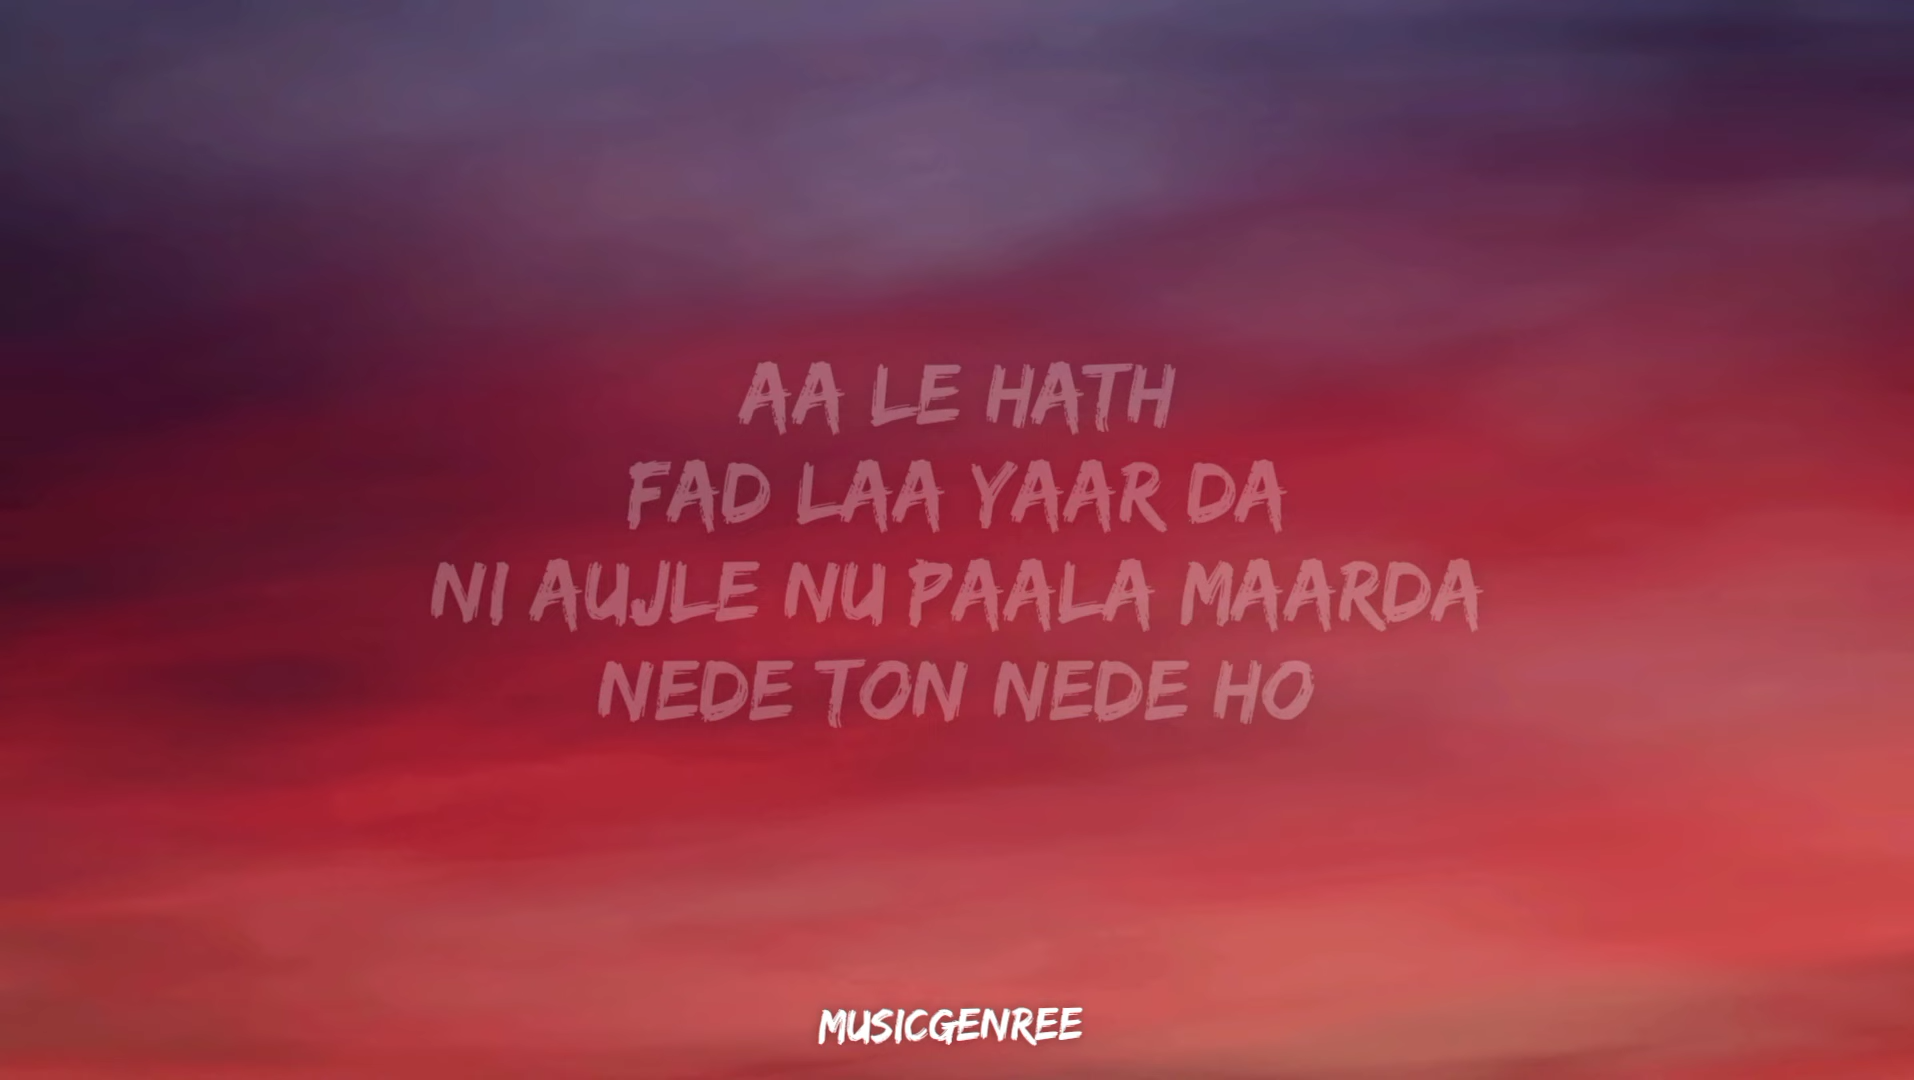 AA LE HATH
FAD LAA YAAR DA
NI AUJLE NU PAALA MAARDA
NEDE TON NEDE HO
MUSICGENREE